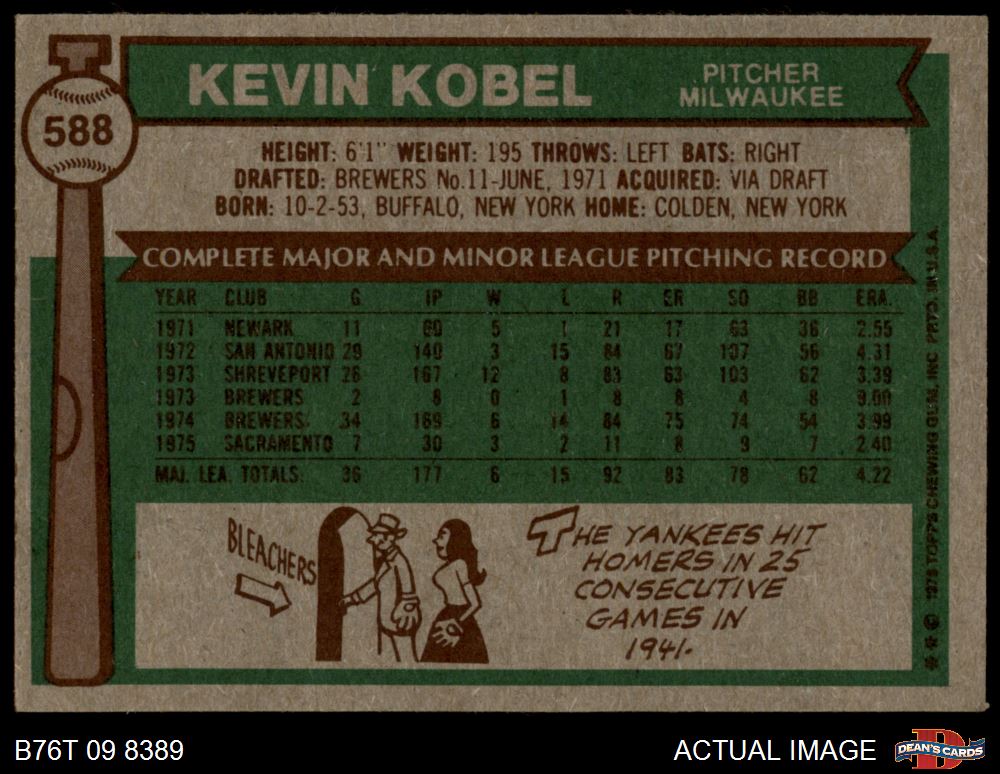 588
KEVIN KOBEL
PITCHER
MILWAUKEE
HEIGHT: 6'1" WEIGHT: 195 THROWS: LEFT BATS: RIGHT
DRAFTED: BREWERS No.11-JUNE, 1971 ACQUIRED: VIA DRAFT
BORN: 10-2-53, BUFFALO, NEW YORK HOME: COLDEN, NEW YORK
COMPLETE MAJOR AND MINOR LEAGUE PITCHING RECORD
YEAR CLUB G IP W L R ER SO BB ERA.
1971 NEWARK 11 60 5 1 21 17 63 36 2.55
1972 SAN ANTONIO 29 140 3 15 84 67 107 56 4.31
1973 SHREVEPORT 26 167 12 8 83 63 103 62 3.39
1973 BREWERS 2 8 0 1 8 8 4 8 9.00
1974 BREWERS 34 169 6 14 84 75 74 54 3.99
1975 SACRAMENTO 7 30 3 2 11 8 9 7 2.40
MAJ. LEA. TOTALS: 36 177 6 15 92 83 78 62 4.22
BLEACHERS
THE YANKEES HIT
HOMERS IN 25
CONSECUTIVE
GAMES IN
1941.
** © 1976 TOPPS CHEWING GUM, INC. PRTD. IN U.S.A.
B76T 09 8389
ACTUAL IMAGE
D
DEAN'S CARDS